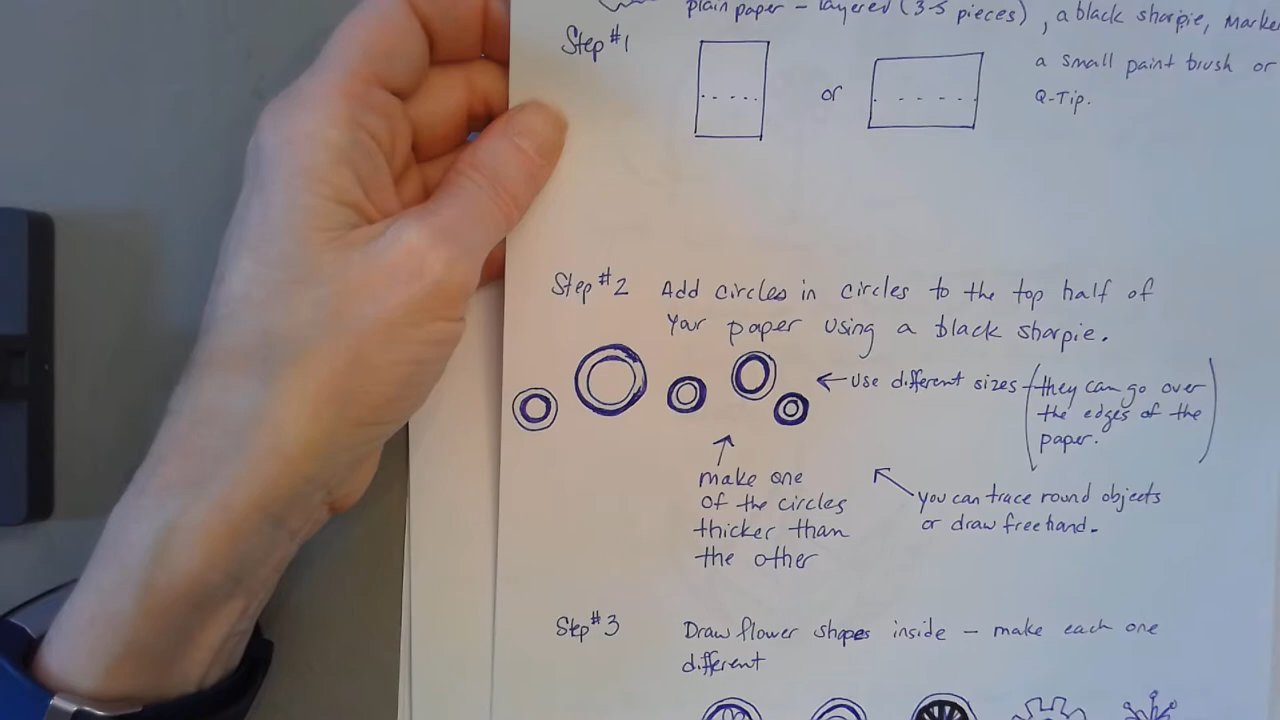 plain paper - layered (3-5 pieces), a black sharpie, marke
Step #1
a small paint brush or
or
Q-Tip.
Step #2 Add circles in circles to the top half of
your paper using a black sharpie.
use different sizes (they can go over
the edges of the
paper.)
make one
of the circles
thicker than
the other
you can trace round objects
or draw freehand.
Step #3 Draw flower shapes inside - make each one
different